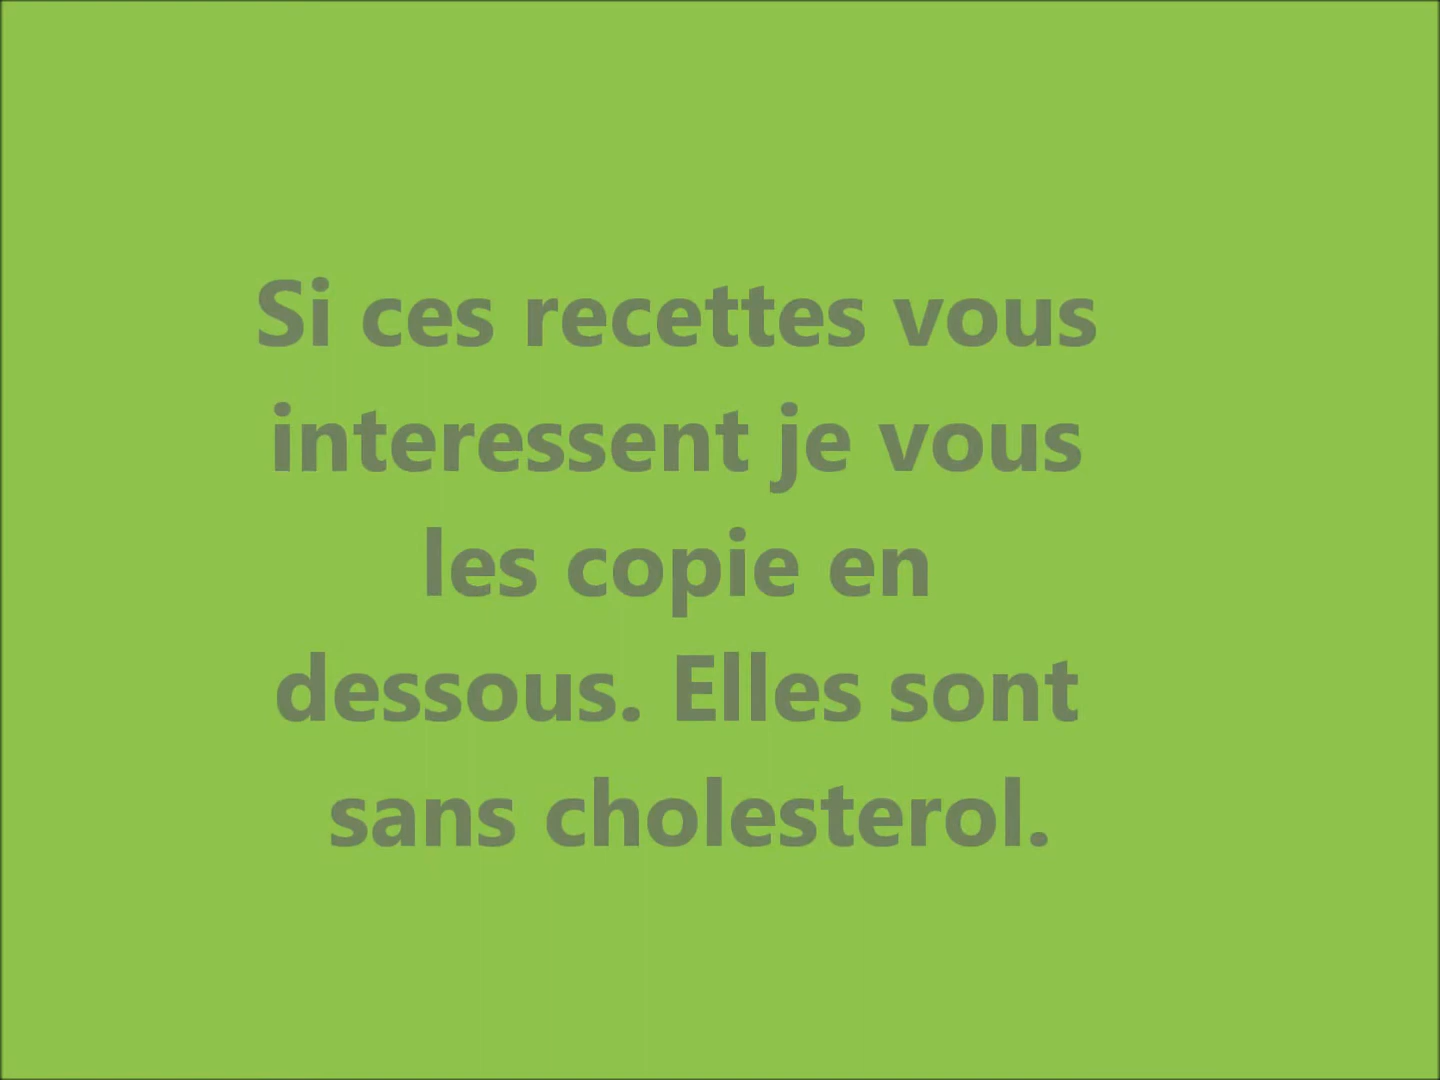 Si ces recettes vous
interessent je vous
les copie en
dessous. Elles sont
sans cholesterol.